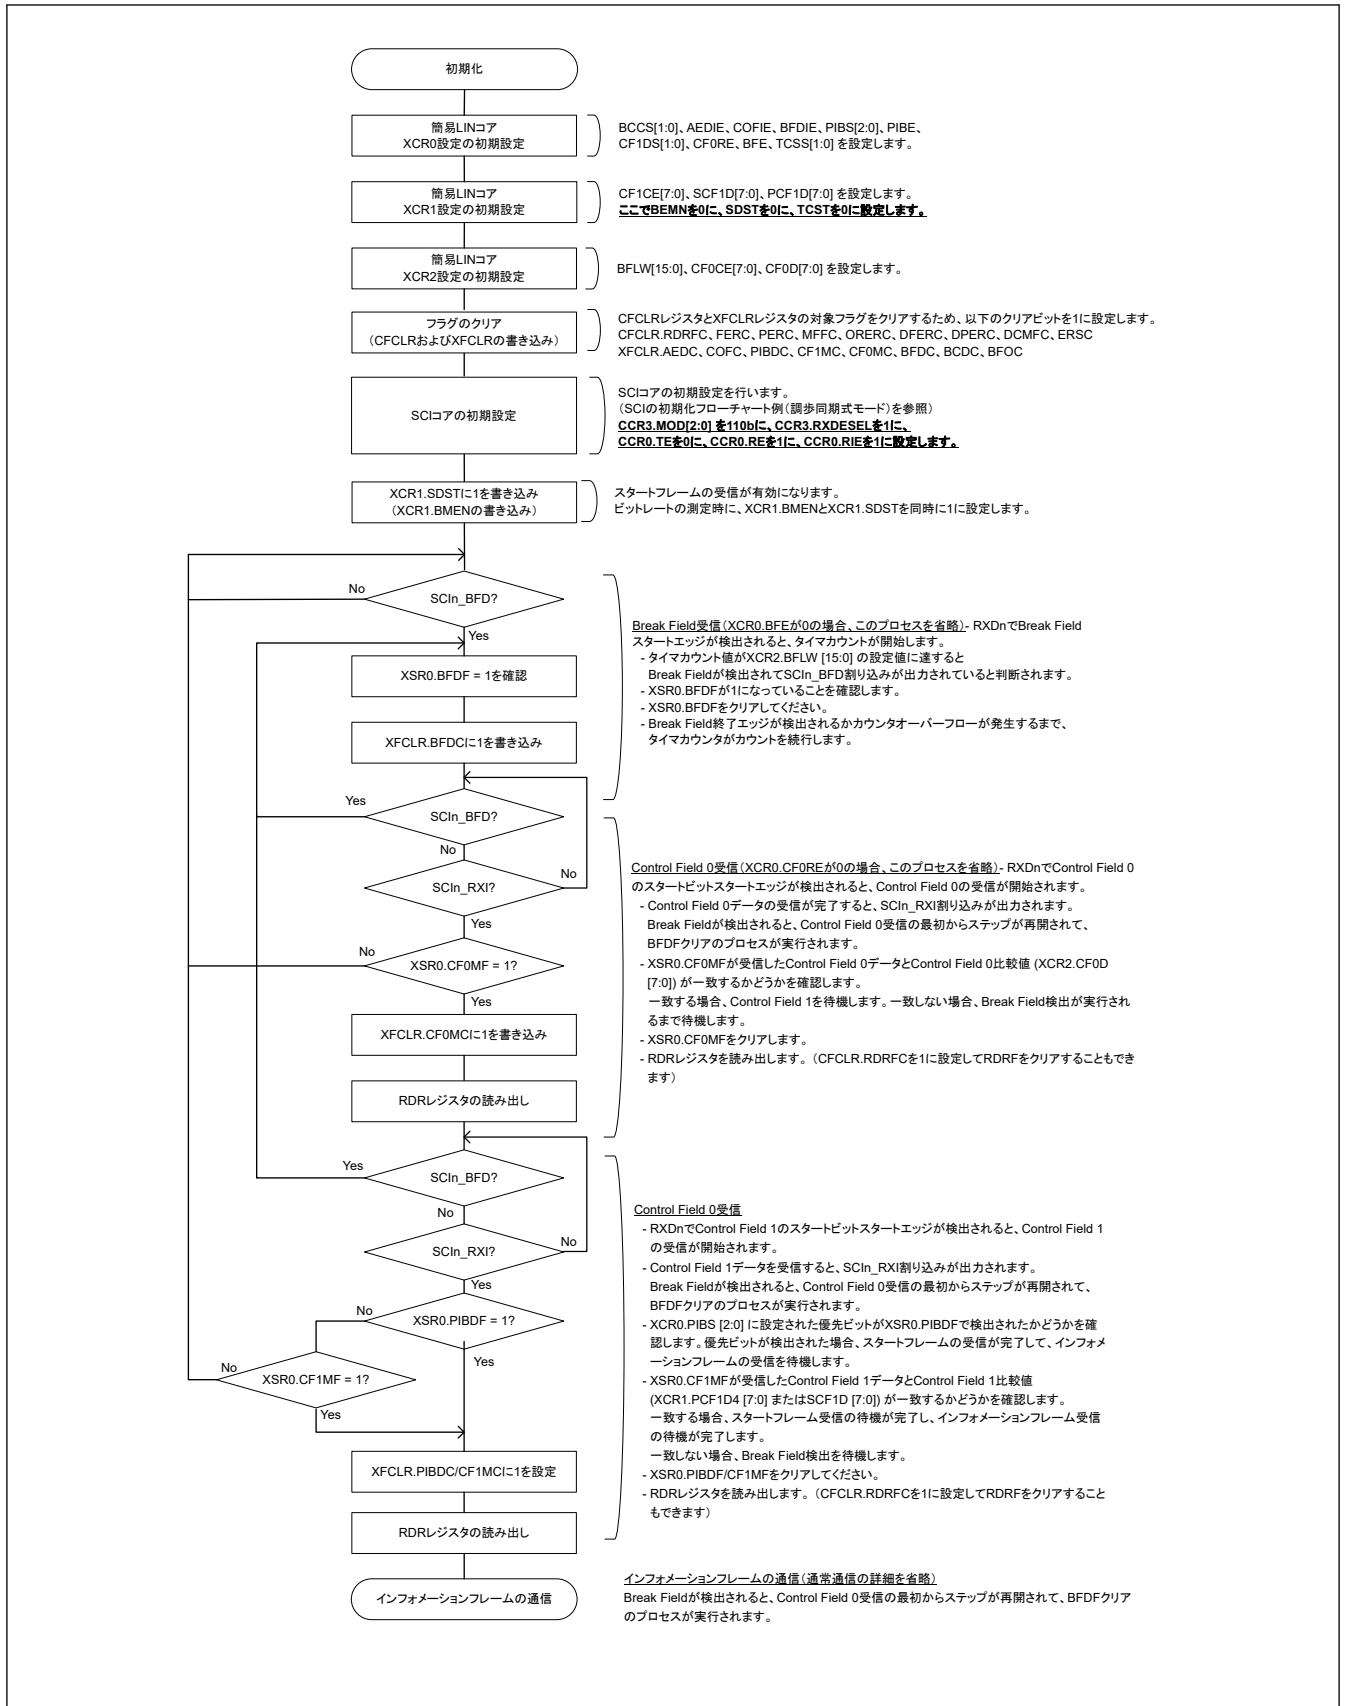 初期化
簡易LINコア
XCR0設定の初期設定
BCCS[1:0]、AEDIE、COFIE、BFDIE、PIBS[2:0]、PIBE、
CF1DS[1:0]、CF0RE、BFE、TCSS[1:0] を設定します。
簡易LINコア
XCR1設定の初期設定
CF1CE[7:0]、SCF1D[7:0]、PCF1D[7:0] を設定します。
ここでBEMNを0に、SDSTを0に、TCSTを0に設定します。
簡易LINコア
XCR2設定の初期設定
BFLW[15:0]、CF0CE[7:0]、CF0D[7:0] を設定します。
フラグのクリア
(CFCLRおよびXFCLRの書き込み)
CFCLRレジスタとXFCLRレジスタの対象フラグをクリアするため、以下のクリアビットを1に設定します。
CFCLR.RDRFC、FERC、PERC、MFFC、ORERC、DFERC、DPERC、DCMFC、ERSC
XFCLR.AEDC、COFC、PIBDC、CF1MC、CF0MC、BFDC、BCDC、BFOC
SCIコアの初期設定
SCIコアの初期設定を行います。
(SCIの初期化フローチャート例(調歩同期式モード)を参照)
CCR3.MOD[2:0] を110bに、CCR3.RXDESELを1に、
CCR0.TEを0に、CCR0.REを1に、CCR0.RIEを1に設定します。
XCR1.SDSTに1を書き込み
(XCR1.BMENの書き込み)
スタートフレームの受信が有効になります。
ビットレートの測定時に、XCR1.BMENとXCR1.SDSTを同時に1に設定します。
No
SCIn_BFD?
Yes
Break Field受信(XCR0.BFEが0の場合、このプロセスを省略)- RXDnでBreak Field
スタートエッジが検出されると、タイマカウントが開始します。
- タイマカウント値がXCR2.BFLW [15:0] の設定値に達すると
Break Fieldが検出されてSCIn_BFD割り込みが出力されていると判断されます。
- XSR0.BFDFが1になっていることを確認します。
- XSR0.BFDFをクリアしてください。
- Break Field終了エッジが検出されるかカウンタオーバーフローが発生するまで、
タイマカウンタがカウントを続行します。
XSR0.BFDF = 1を確認
XFCLR.BFDCに1を書き込み
Yes
SCIn_BFD?
No
SCIn_RXI?
No
Yes
No
XSR0.CF0MF = 1?
Yes
XFCLR.CF0MCに1を書き込み
RDRレジスタの読み出し
Control Field 0受信(XCR0.CF0REが0の場合、このプロセスを省略)- RXDnでControl Field 0
のスタートビットスタートエッジが検出されると、Control Field 0の受信が開始されます。
- Control Field 0データの受信が完了すると、SCIn_RXI割り込みが出力されます。
Break Fieldが検出されると、Control Field 0受信の最初からステップが再開されて、
BFDFクリアのプロセスが実行されます。
- XSR0.CF0MFが受信したControl Field 0データとControl Field 0比較値 (XCR2.CF0D
[7:0]) が一致するかどうかを確認します。
一致する場合、Control Field 1を待機します。一致しない場合、Break Field検出が実行され
るまで待機します。
- XSR0.CF0MFをクリアします。
- RDRレジスタを読み出します。(CFCLR.RDRFCを1に設定してRDRFをクリアすることもでき
ます)
Yes
SCIn_BFD?
No
SCIn_RXI?
No
Yes
No
XSR0.PIBDF = 1?
Yes
No
XSR0.CF1MF = 1?
Yes
XFCLR.PIBDC/CF1MCに1を設定
RDRレジスタの読み出し
Control Field 0受信
- RXDnでControl Field 1のスタートビットスタートエッジが検出されると、Control Field 1
の受信が開始されます。
- Control Field 1データを受信すると、SCIn_RXI割り込みが出力されます。
Break Fieldが検出されると、Control Field 0受信の最初からステップが再開されて、
BFDFクリアのプロセスが実行されます。
- XCR0.PIBS [2:0] に設定された優先ビットがXSR0.PIBDFで検出されたかどうかを確
認します。優先ビットが検出された場合、スタートフレームの受信が完了して、インフォメ
ーションフレームの受信を待機します。
- XSR0.CF1MFが受信したControl Field 1データとControl Field 1比較値
(XCR1.PCF1D4 [7:0] またはSCF1D [7:0]) が一致するかどうかを確認します。
一致する場合、スタートフレーム受信の待機が完了し、インフォメーションフレーム受信
の待機が完了します。
一致しない場合、Break Field検出を待機します。
- XSR0.PIBDF/CF1MFをクリアしてください。
- RDRレジスタを読み出します。(CFCLR.RDRFCを1に設定してRDRFをクリアすること
もできます)
インフォメーションフレームの通信
インフォメーションフレームの通信(通常通信の詳細を省略)
Break Fieldが検出されると、Control Field 0受信の最初からステップが再開されて、BFDFクリア
のプロセスが実行されます。